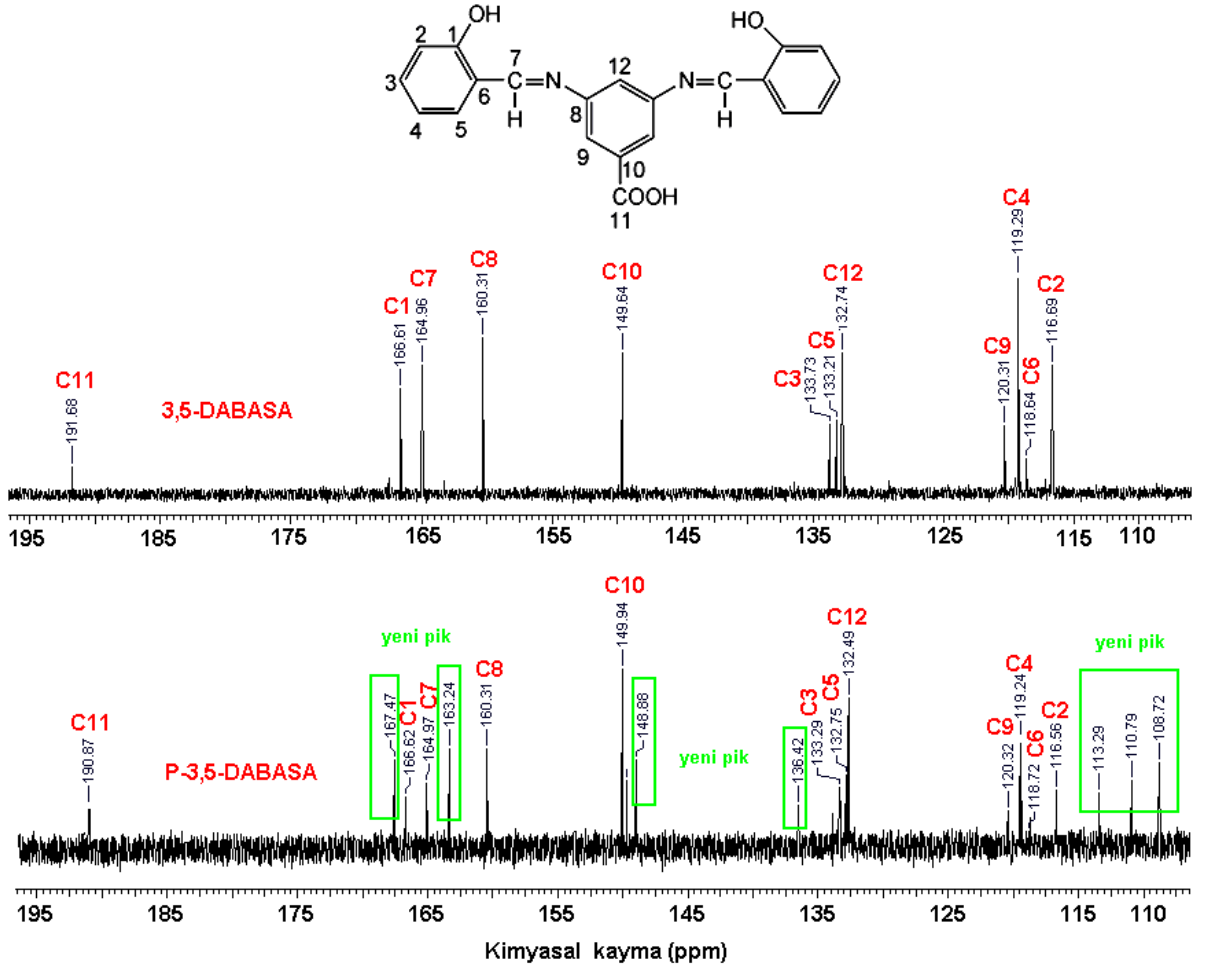 OH
HO
2
1
7
12
3
C=N
N=C
6
8
H
H
4
5
9
10
COOH
11
C4
119.29
C8
C10
C12
C2
C7
160.31
149.64
132.74
116.69
C1
164.96
166.61
C5
C9
C6
C11
C3
133.73
133.21
120.31
118.64
191.68
3,5-DABASA
195
185
175
165
155
145
135
125
115
110
C10
149.94
C12
yeni pik
132.49
yeni pik
C8
C4
C5
C3
C7
C1
167.47
163.24
160.31
119.24
C2
C11
166.62
164.97
148.88
yeni pik
136.42
133.29
132.75
C9
C6
116.56
113.29
110.79
108.72
190.87
P-3,5-DABASA
120.32
118.72
195
185
175
165
155
145
135
125
115
110
Kimyasal kayma (ppm)